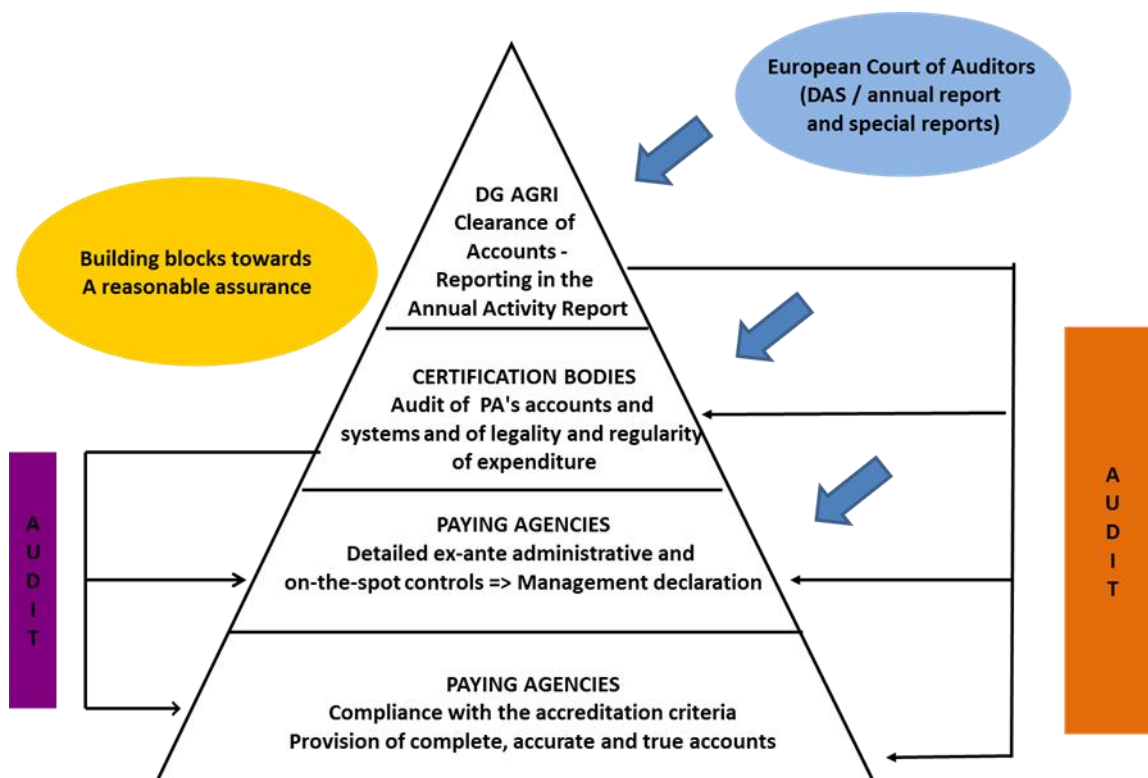 European Court of Auditors
(DAS / annual report
and special reports)
DG AGRI
Clearance of
Accounts -
Reporting in the
Annual Activity Report
Building blocks towards
A reasonable assurance
CERTIFICATION BODIES
Audit of PA's accounts and
systems and of legality and regularity
of expenditure
PAYING AGENCIES
Detailed ex-ante administrative and
on-the-spot controls => Management declaration
PAYING AGENCIES
Compliance with the accreditation criteria
Provision of complete, accurate and true accounts
A
U
D
I
T
A
U
D
I
T